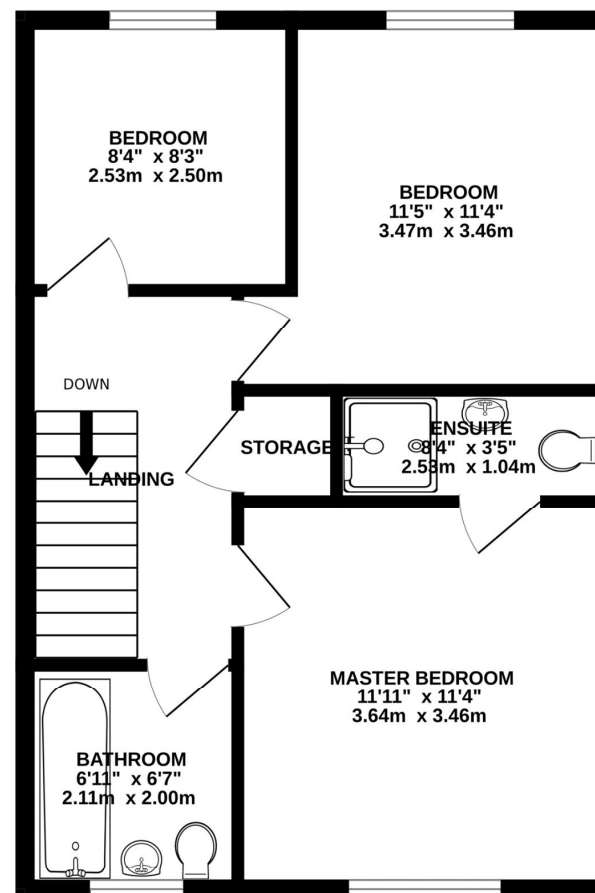 BEDROOM
8'4" x 8'3"
2.53m x 2.50m
BEDROOM
11'5" x 11'4"
3.47m x 3.46m
DOWN
LANDING
STORAGE
ENSUITE
8'4" x 3'5"
2.53m x 1.04m
MASTER BEDROOM
11'11" x 11'4"
3.64m x 3.46m
BATHROOM
6'11" x 6'7"
2.11m x 2.00m